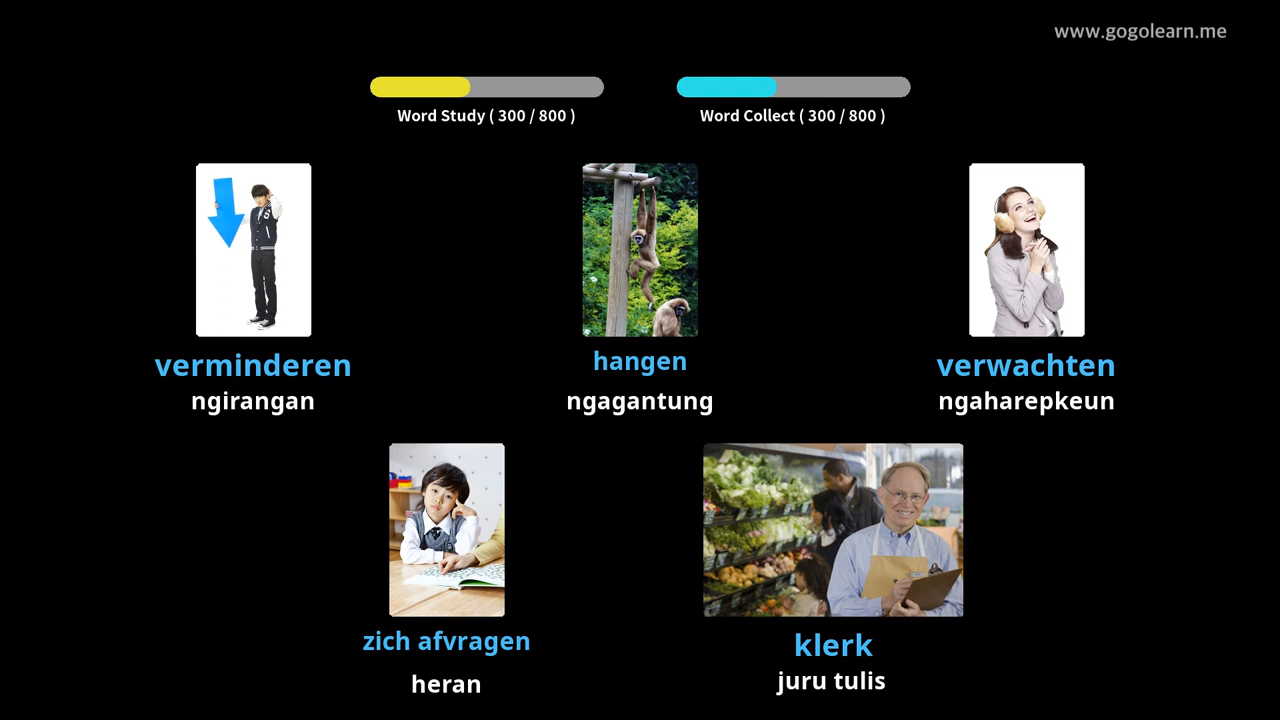 www.gogolearn.me
Word Study ( 300 / 800 )
Word Collect ( 300 / 800 )
verminderen
ngirangan
hangen
ngagantung
verwachten
ngaharepkeun
zich afvragen
heran
klerk
juru tulis